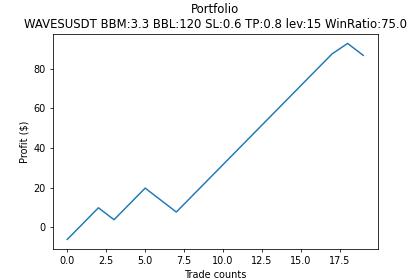 Portfolio
WAVESUSDT BBM:3.3 BBL:120 SL:0.6 TP:0.8 lev:15 WinRatio:75.0
80
60
40
20
0
Profit ($)
0.0 2.5 5.0 7.5 10.0 12.5 15.0 17.5
Trade counts